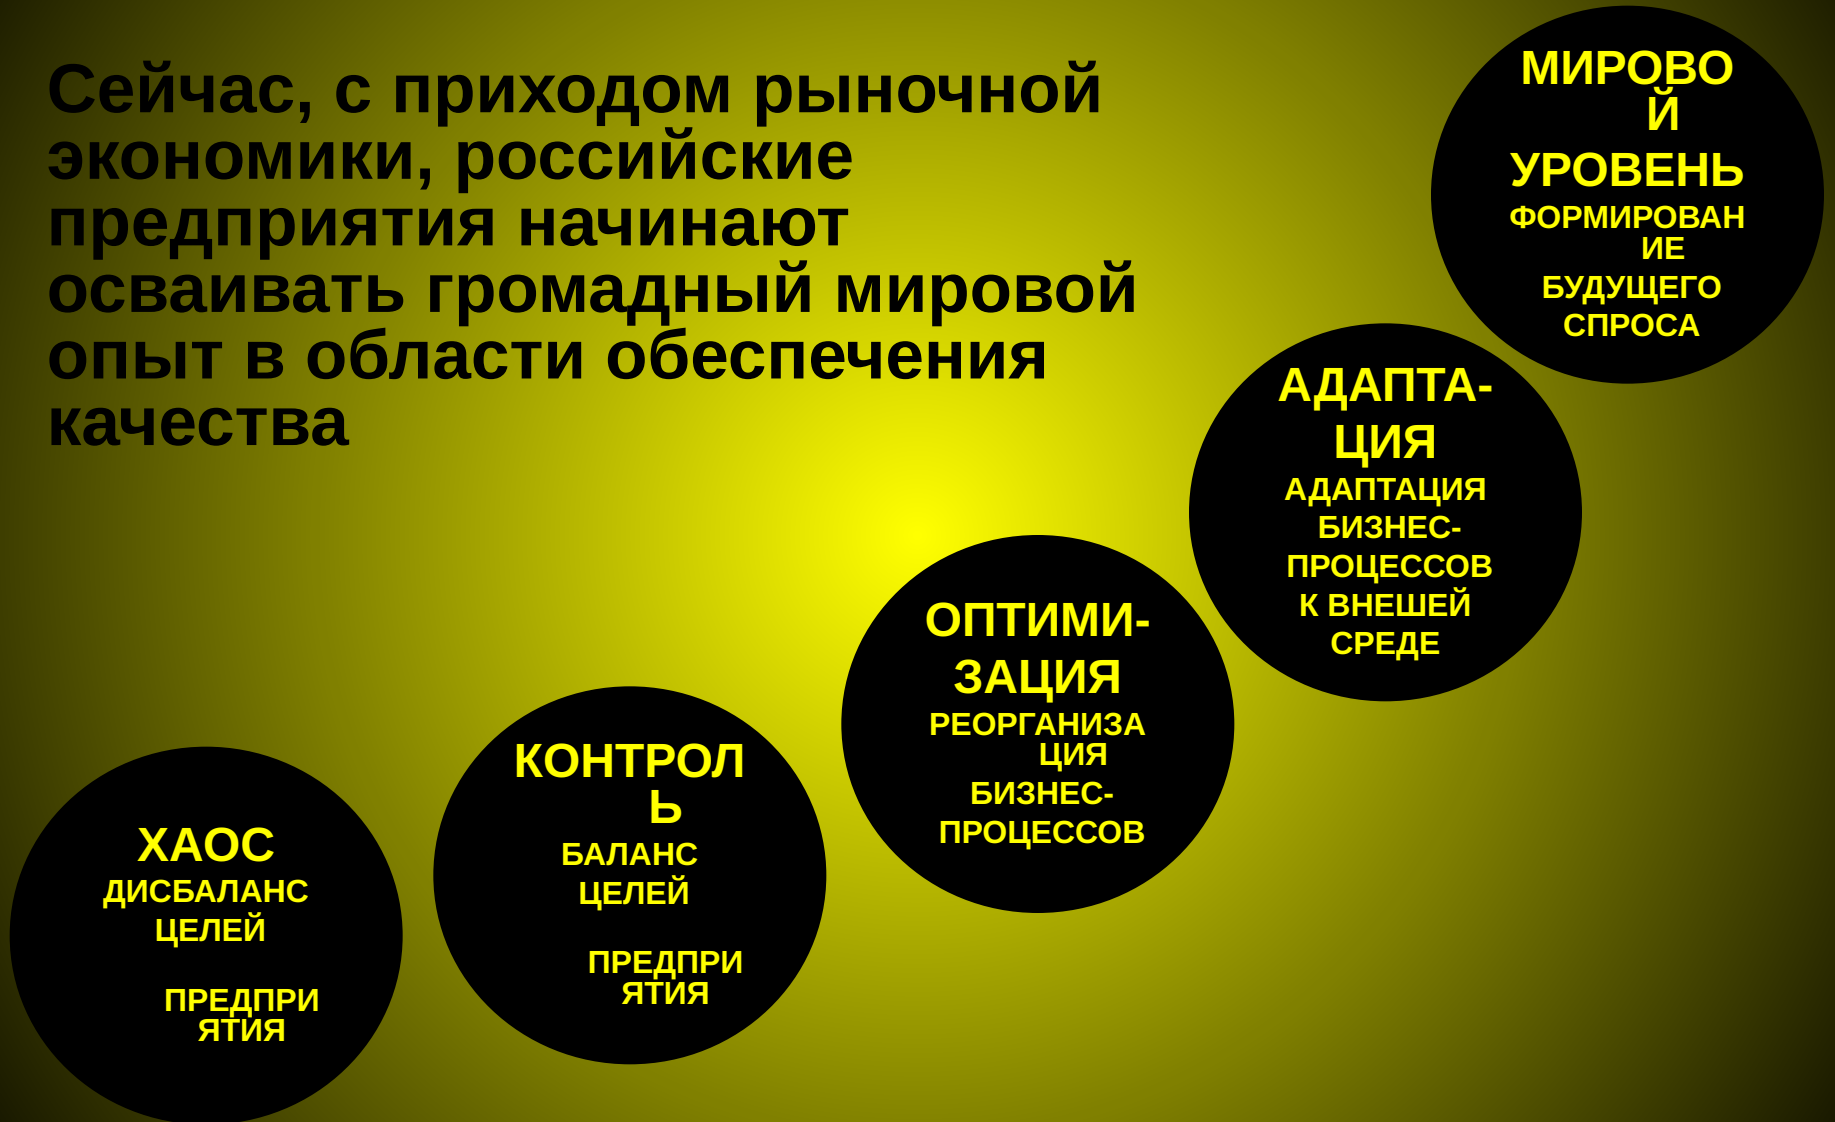 Сейчас, с приходом рыночной
экономики, российские
предприятия начинают
осваивать громадный мировой
опыт в области обеспечения
качества
МИРОВО
Й
УРОВЕНЬ
ФОРМИРОВАН
ИЕ
БУДУЩЕГО
СПРОСА
АДАПТА-
ЦИЯ
АДАПТАЦИЯ
БИЗНЕС-
ПРОЦЕССОВ
К ВНЕШЕЙ
СРЕДЕ
ОПТИМИ-
ЗАЦИЯ
РЕОРГАНИЗА
ЦИЯ
БИЗНЕС-
ПРОЦЕССОВ
КОНТРОЛ
Ь
БАЛАНС
ЦЕЛЕЙ
ПРЕДПРИ
ЯТИЯ
ХАОС
ДИСБАЛАНС
ЦЕЛЕЙ
ПРЕДПРИ
ЯТИЯ